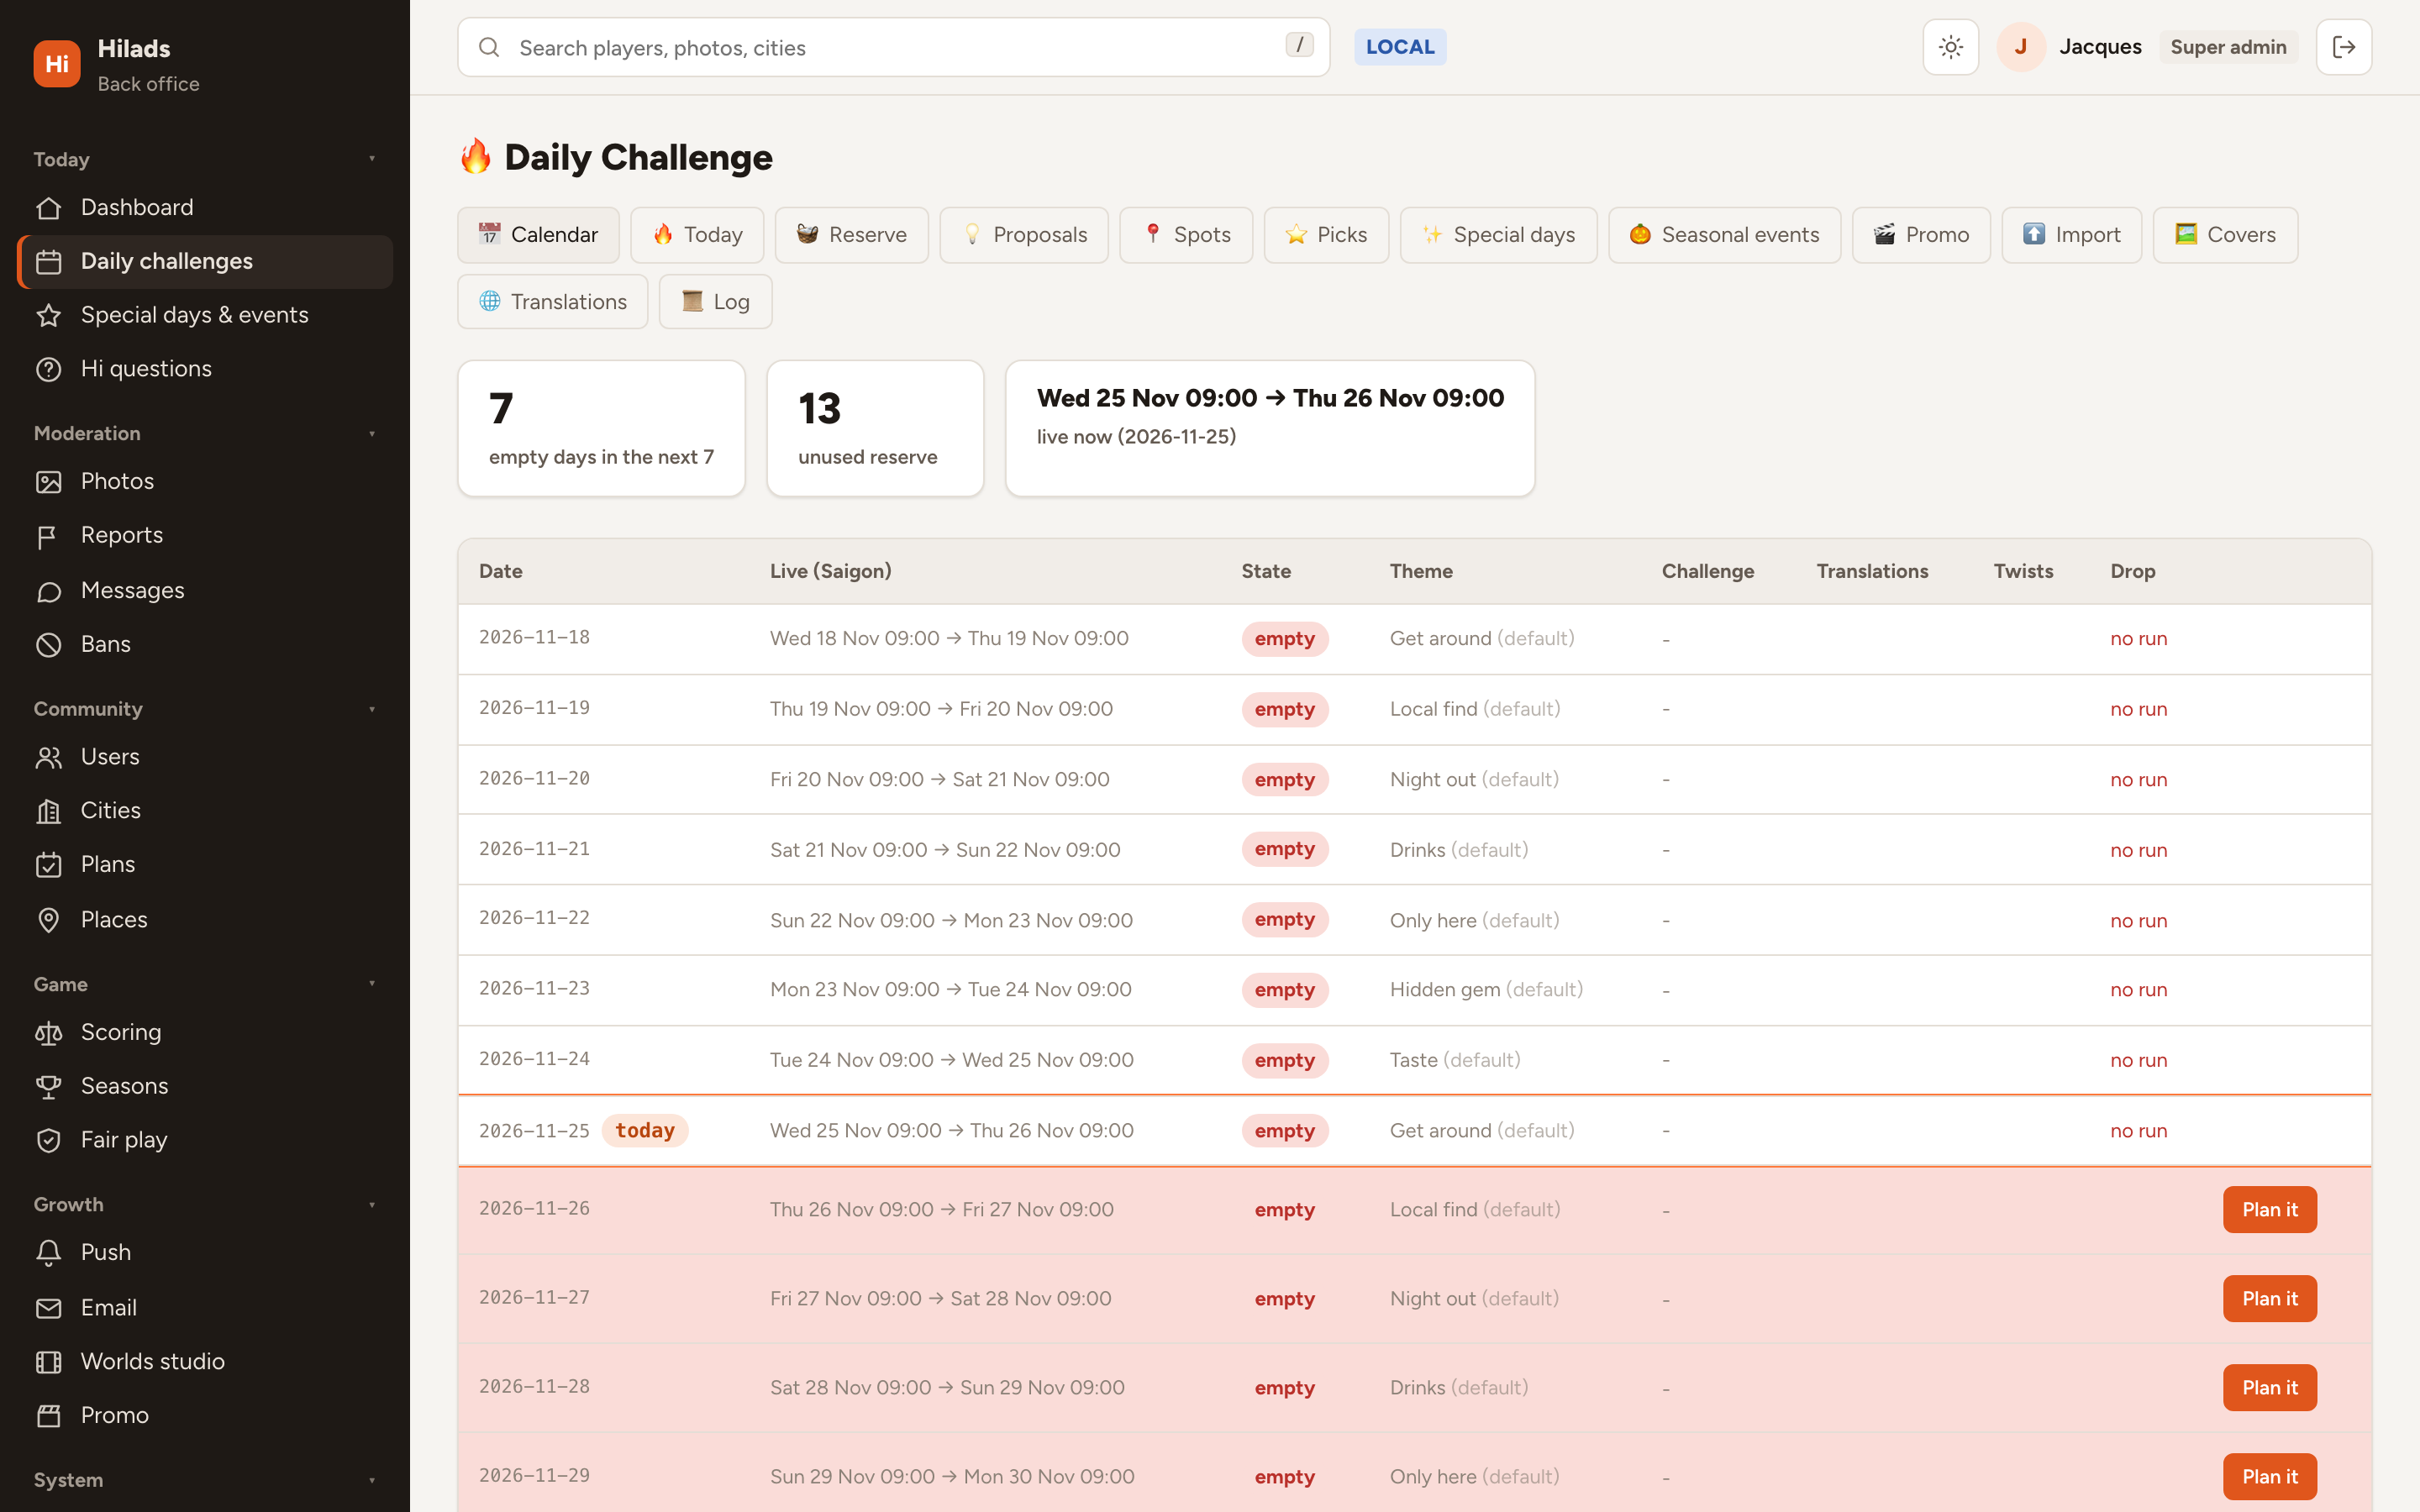 Hi
Hilads
Back office
Today
Dashboard
Daily challenges
Special days & events
Hi questions
Moderation
Photos
Reports
Messages
Bans
Community
Users
Cities
Plans
Places
Game
Scoring
Seasons
Fair play
Growth
Push
Email
Worlds studio
Promo
System
Search players, photos, cities /
LOCAL
J Jacques Super admin
🔥 Daily Challenge
📅 Calendar 🔥 Today Reserve 💡 Proposals 📍 Spots ⭐ Picks ✨ Special days 🎃 Seasonal events 🎬 Promo ⬆️ Import 🖼️ Covers
🌐 Translations 📜 Log
7
empty days in the next 7
13
unused reserve
Wed 25 Nov 09:00 → Thu 26 Nov 09:00
live now (2026-11-25)
Date Live (Saigon) State Theme Challenge Translations Twists Drop
2026-11-18 Wed 18 Nov 09:00 → Thu 19 Nov 09:00 empty Get around (default) - no run
2026-11-19 Thu 19 Nov 09:00 → Fri 20 Nov 09:00 empty Local find (default) - no run
2026-11-20 Fri 20 Nov 09:00 → Sat 21 Nov 09:00 empty Night out (default) - no run
2026-11-21 Sat 21 Nov 09:00 → Sun 22 Nov 09:00 empty Drinks (default) - no run
2026-11-22 Sun 22 Nov 09:00 → Mon 23 Nov 09:00 empty Only here (default) - no run
2026-11-23 Mon 23 Nov 09:00 → Tue 24 Nov 09:00 empty Hidden gem (default) - no run
2026-11-24 Tue 24 Nov 09:00 → Wed 25 Nov 09:00 empty Taste (default) - no run
2026-11-25 today Wed 25 Nov 09:00 → Thu 26 Nov 09:00 empty Get around (default) - no run
2026-11-26 Thu 26 Nov 09:00 → Fri 27 Nov 09:00 empty Local find (default) - Plan it
2026-11-27 Fri 27 Nov 09:00 → Sat 28 Nov 09:00 empty Night out (default) - Plan it
2026-11-28 Sat 28 Nov 09:00 → Sun 29 Nov 09:00 empty Drinks (default) - Plan it
2026-11-29 Sun 29 Nov 09:00 → Mon 30 Nov 09:00 empty Only here (default) - Plan it